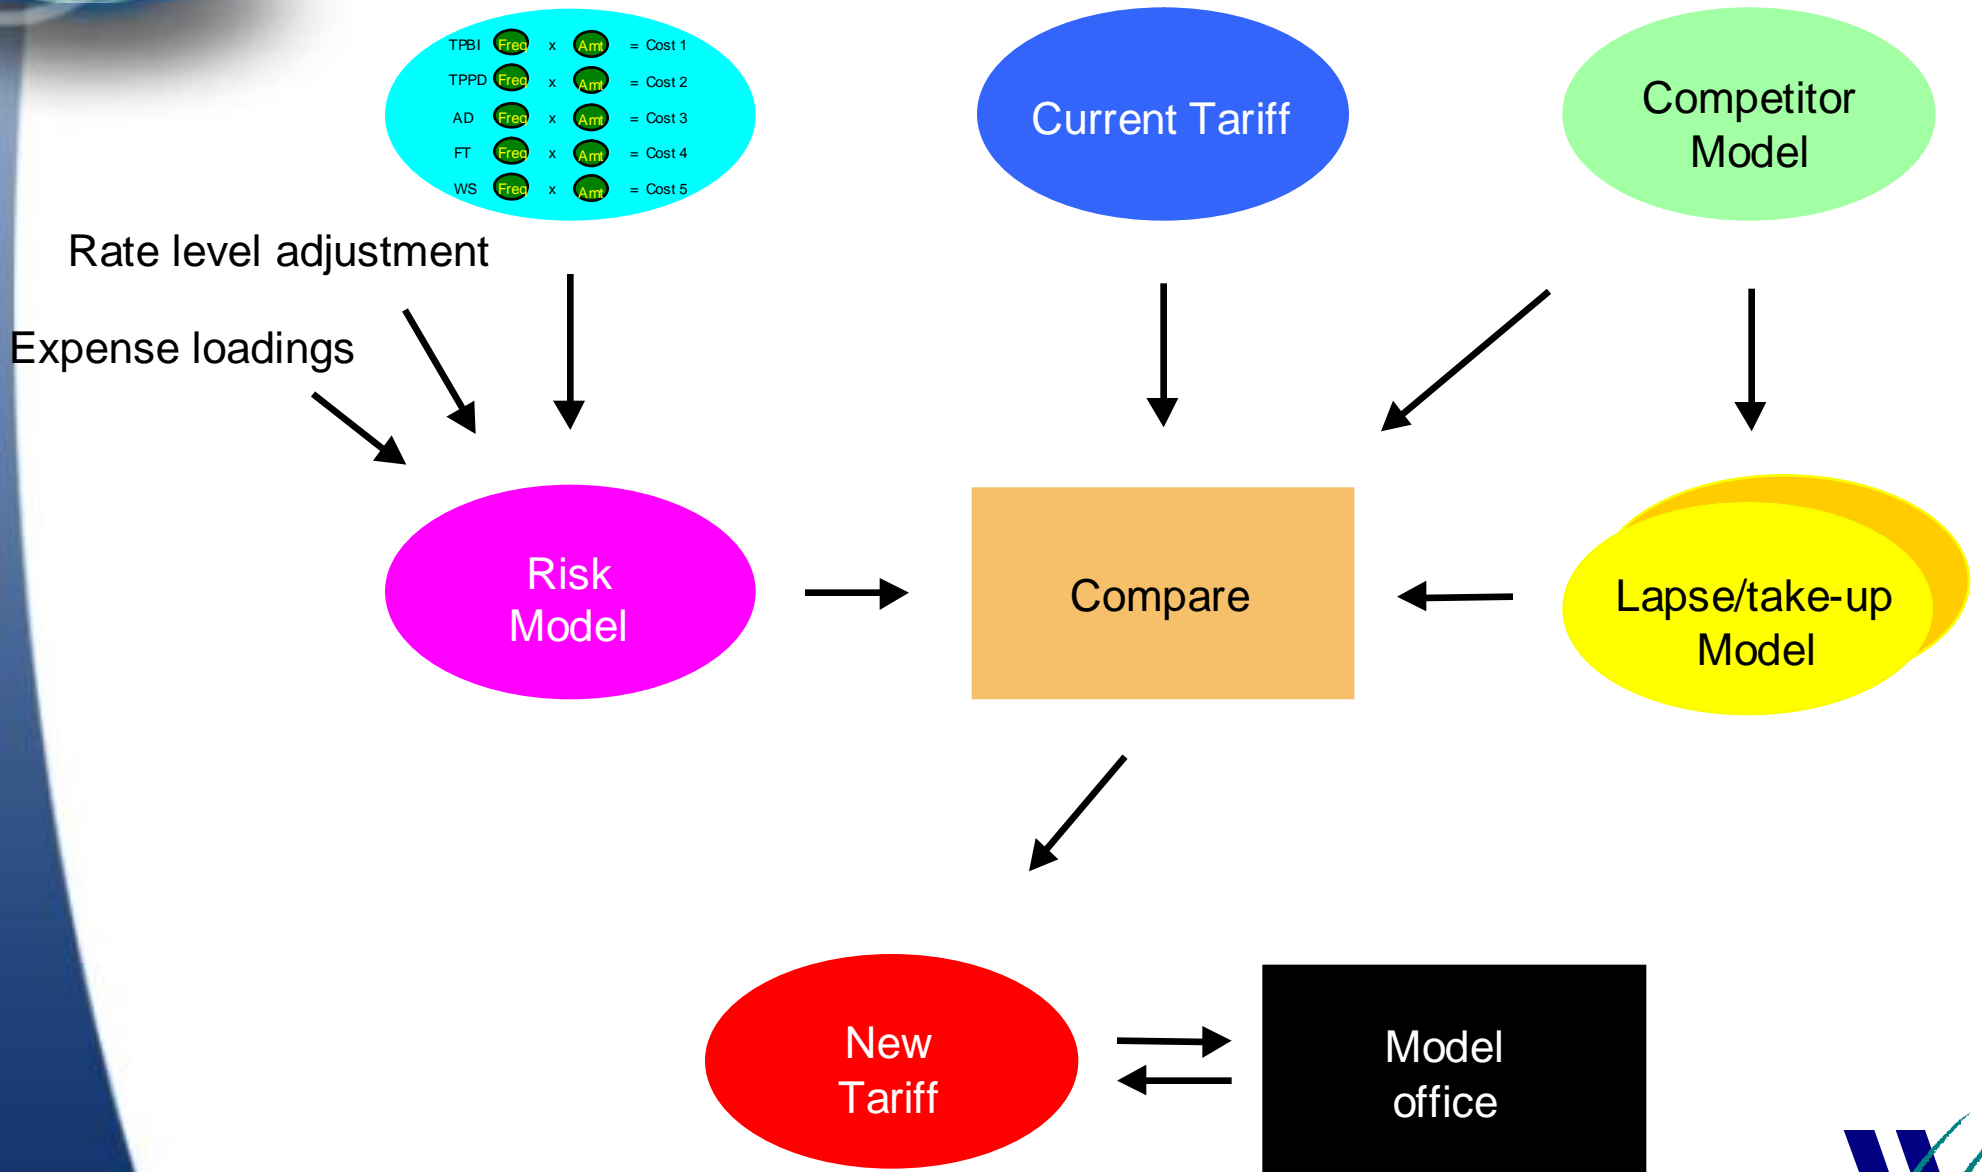 TPBI Freq x Amt = Cost 1
TPPD Freq x Amt = Cost 2
AD Freq x Amt = Cost 3
FT Freq x Amt = Cost 4
WS Freq x Amt = Cost 5
Current Tariff
Competitor
Model
Rate level adjustment
Expense loadings
Risk
Model
Compare
Lapse/take-up
Model
New
Tariff
Model
office